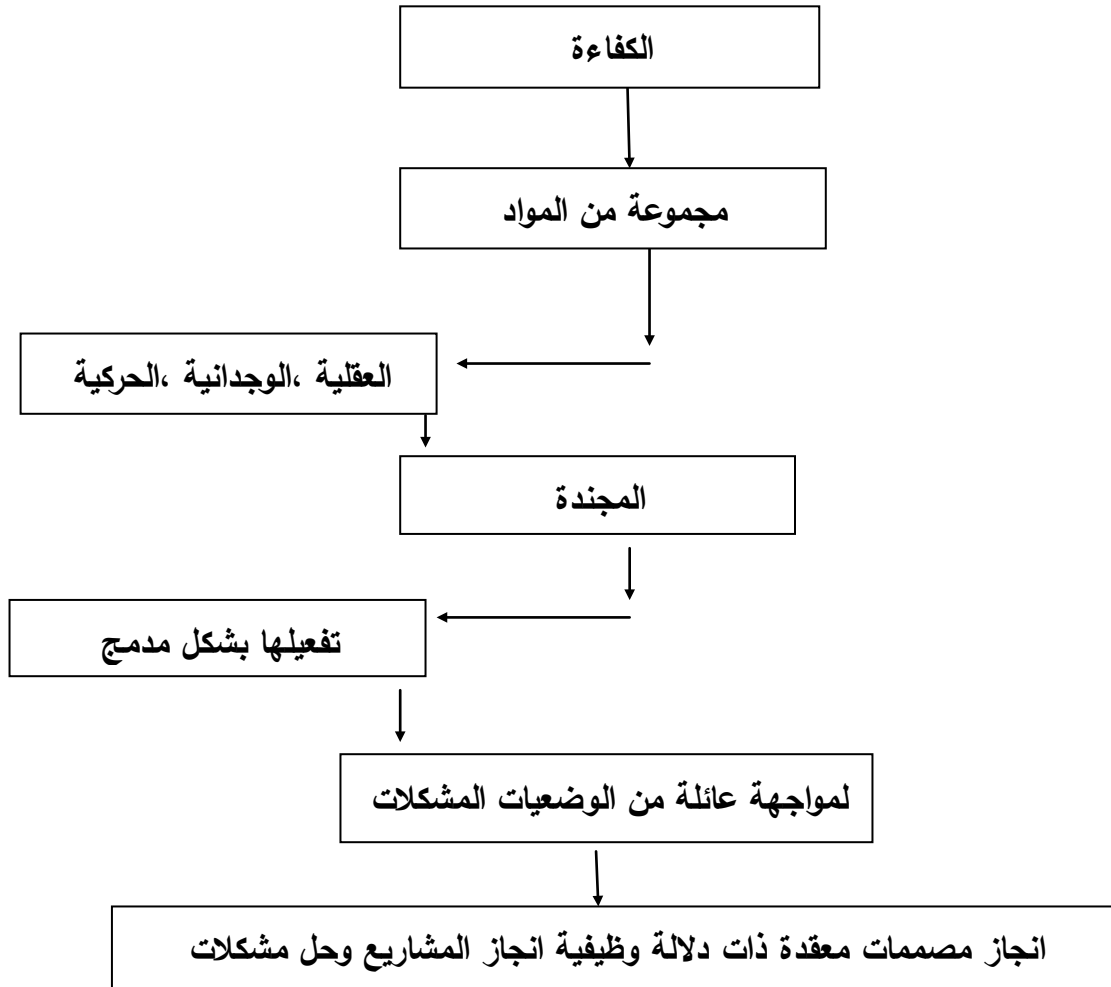 الكفاءة
مجموعة من المواد
العقلية ،الوجدانية ،الحركية
المجندة
تفعيلها بشكل مدمج
لمواجهة عائلة من الوضعيات المشكلات
انجاز مصممات معقدة ذات دلالة وظيفية انجاز المشاريع وحل مشكلات